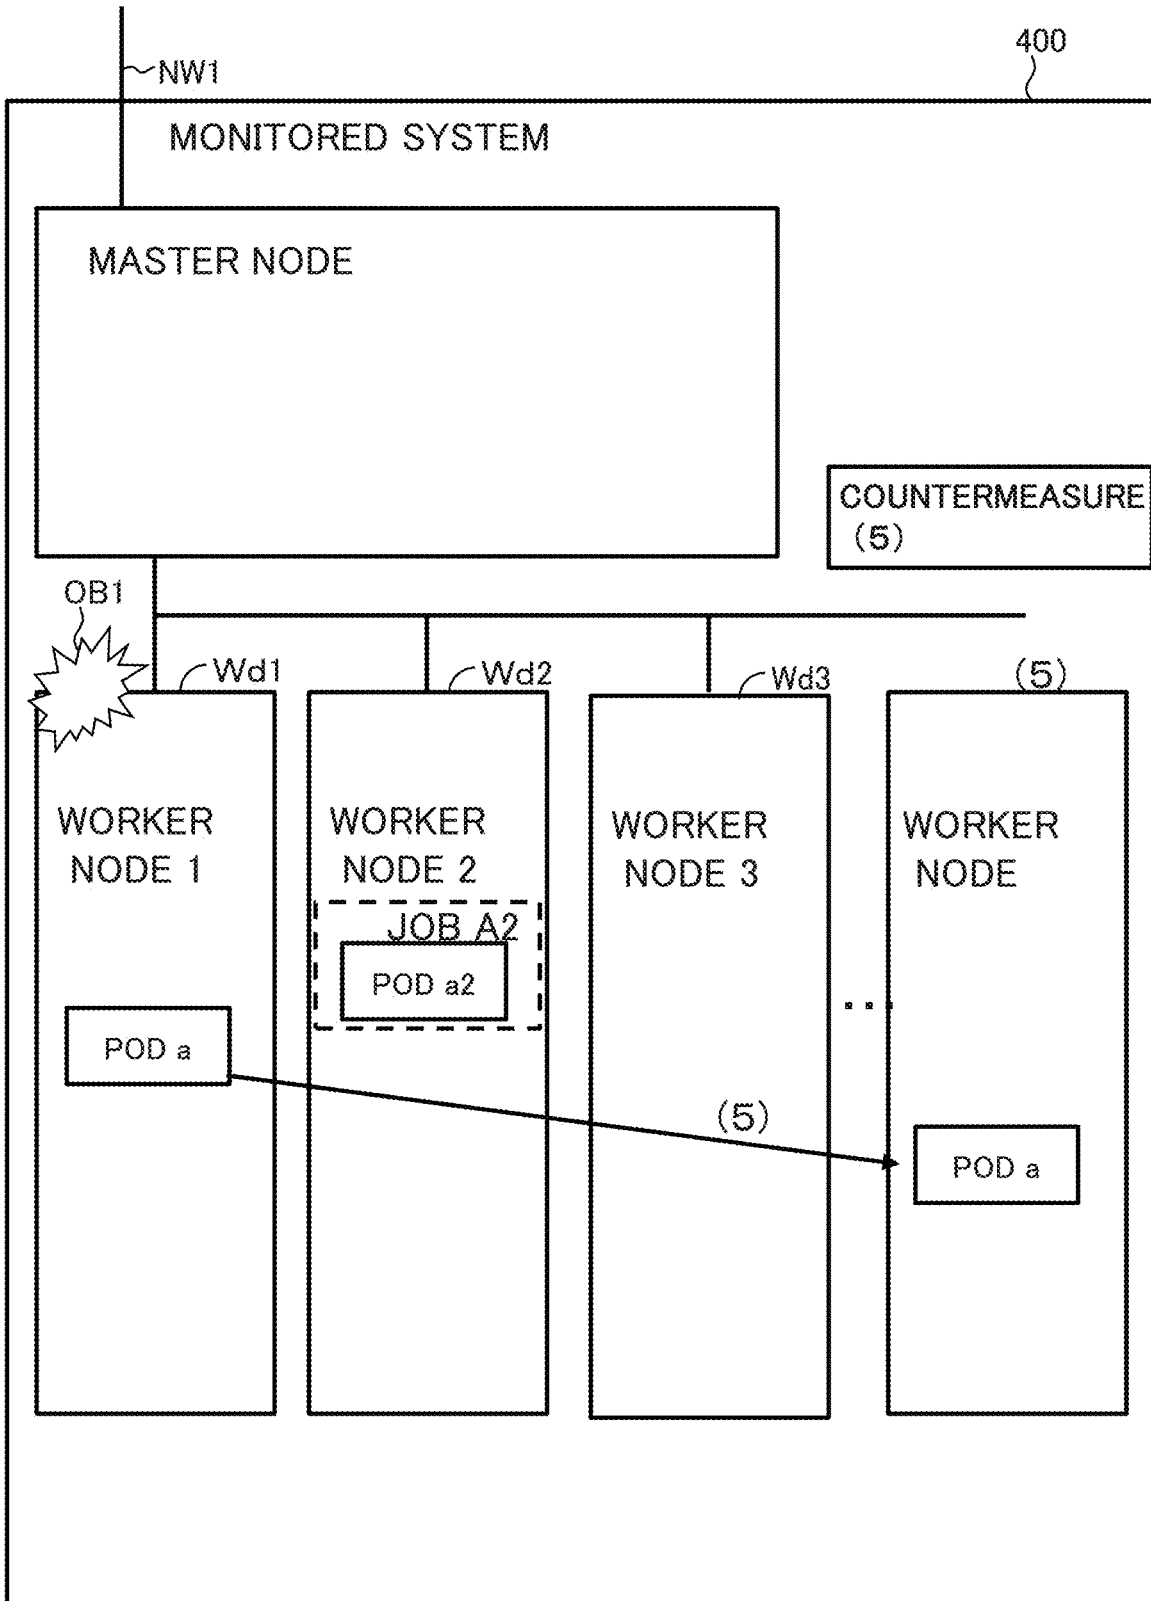 400
NW1
MONITORED SYSTEM
MASTER NODE
COUNTERMEASURE
(5)
OB1
Wd1
Wd2
Wd3
(5)
WORKER
NODE 1
WORKER
NODE 2
WORKER
NODE 3
WORKER
NODE
JOB A2
POD a2
...
POD a
(5)
POD a